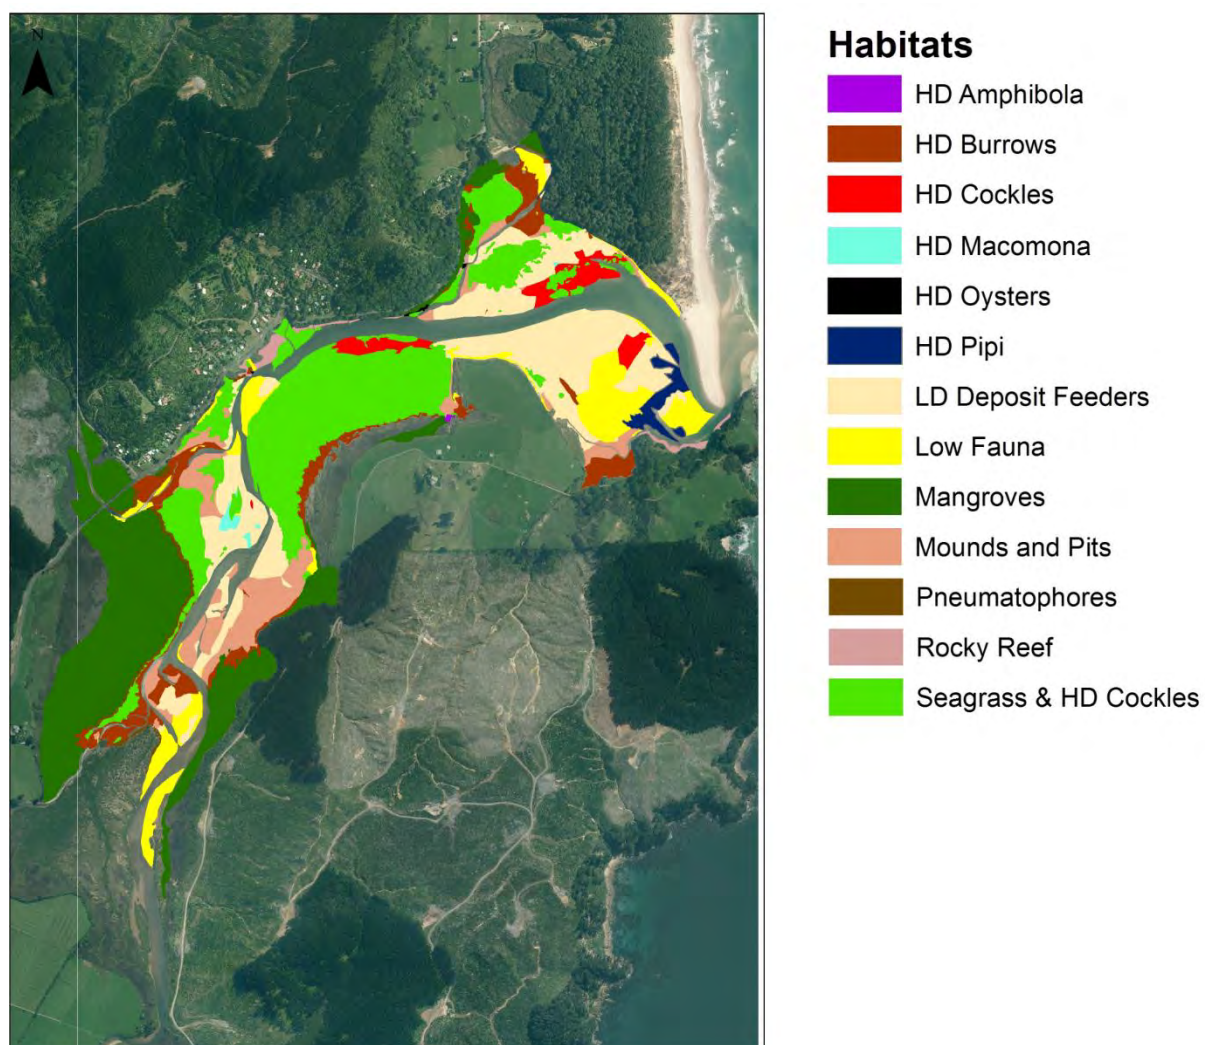 N
Habitats
HD Amphibola
HD Burrows
HD Cockles
HD Macomona
HD Oysters
HD Pipi
LD Deposit Feeders
Low Fauna
Mangroves
Mounds and Pits
Pneumatophores
Rocky Reef
Seagrass & HD Cockles